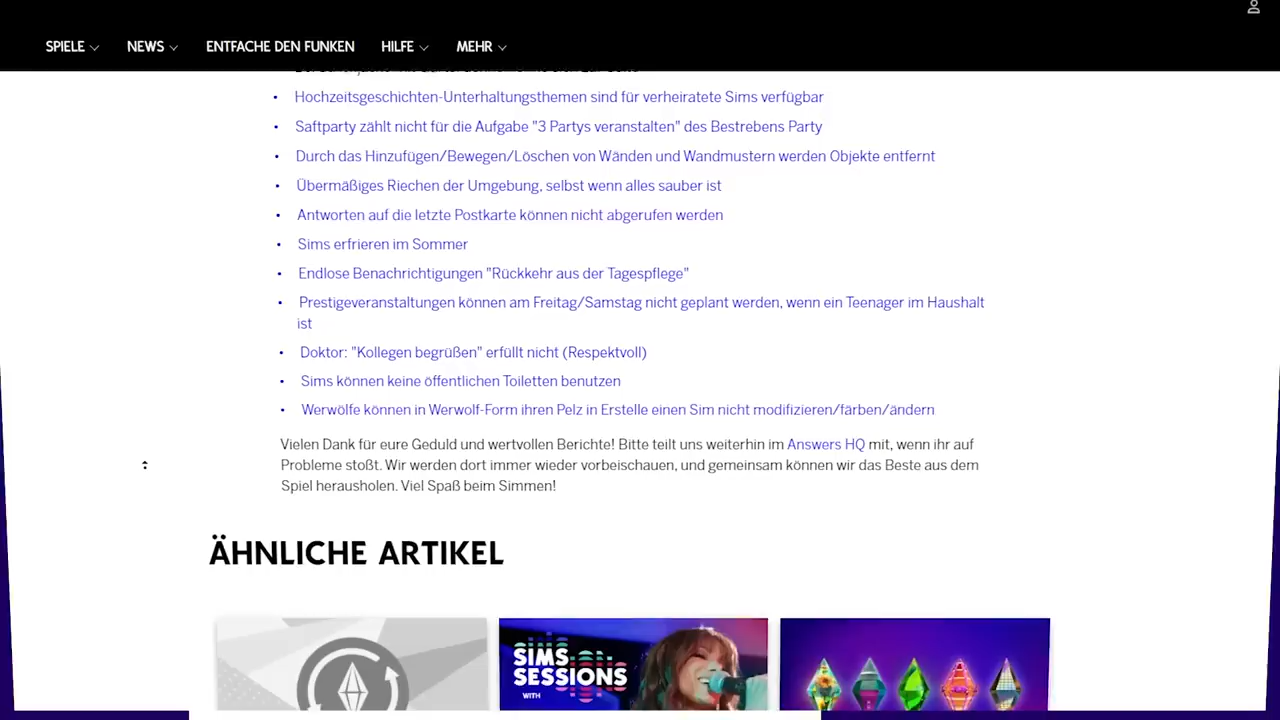 SPIELE NEWS ENTFACHE DEN FUNKEN HILFE MEHR
• Hochzeitsgeschichten-Unterhaltungsthemen sind für verheiratete Sims verfügbar
• Saftparty zählt nicht für die Aufgabe "3 Partys veranstalten" des Bestrebens Party
• Durch das Hinzufügen/Bewegen/Löschen von Wänden und Wandmustern werden Objekte entfernt
• Übermäßiges Riechen der Umgebung, selbst wenn alles sauber ist
• Antworten auf die letzte Postkarte können nicht abgerufen werden
• Sims erfrieren im Sommer
• Endlose Benachrichtigungen "Rückkehr aus der Tagespflege"
• Prestigeveranstaltungen können am Freitag/Samstag nicht geplant werden, wenn ein Teenager im Haushalt
ist
• Doktor: "Kollegen begrüßen" erfüllt nicht (Respektvoll)
• Sims können keine öffentlichen Toiletten benutzen
• Werwölfe können in Werwolf-Form ihren Pelz in Erstelle einen Sim nicht modifizieren/färben/ändern
Vielen Dank für eure Geduld und wertvollen Berichte! Bitte teilt uns weiterhin im Answers HQ mit, wenn ihr auf
Probleme stoßt. Wir werden dort immer wieder vorbeischauen, und gemeinsam können wir das Beste aus dem
Spiel herausholen. Viel Spaß beim Simmen!
ÄHNLICHE ARTIKEL
SIMS
SESSIONS
WITH